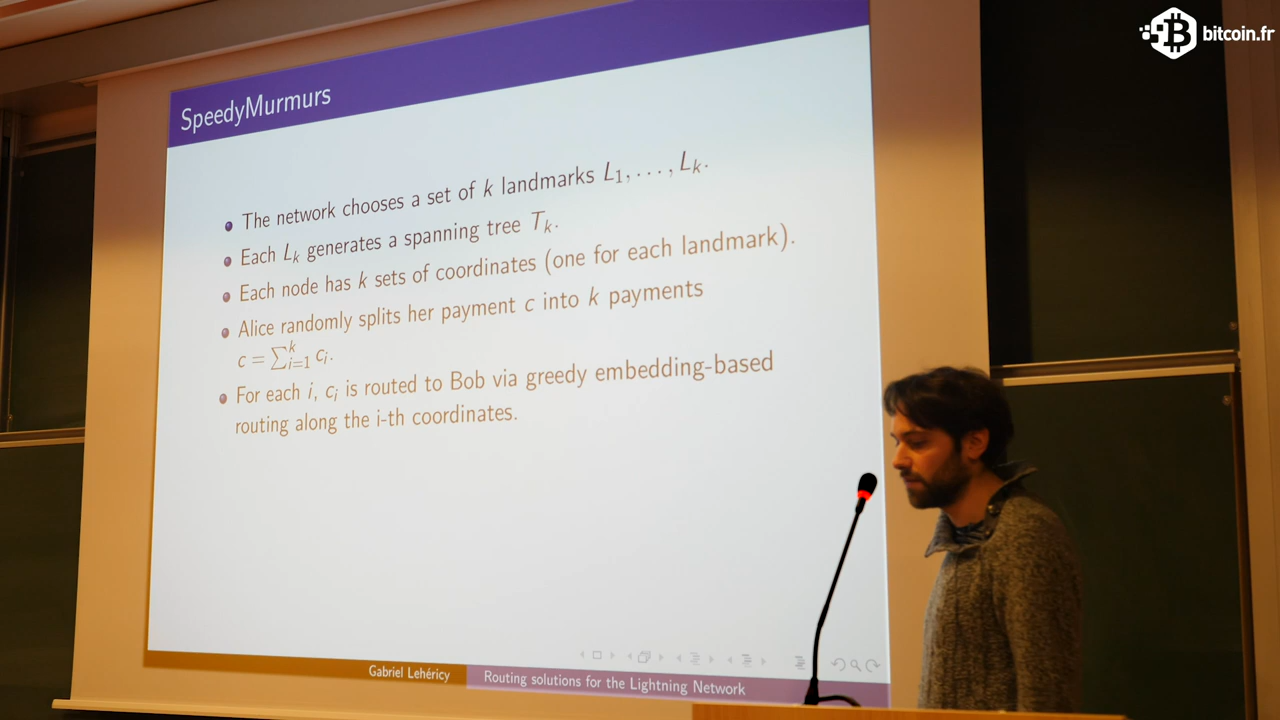 bitcoin.fr
SpeedyMurmurs
The network chooses a set of k landmarks L₁, . . . , Lₖ.
Each Lₖ generates a spanning tree Tₖ.
Each node has k sets of coordinates (one for each landmark).
Alice randomly splits her payment c into k payments
c = ∑ᵏᵢ₌₁ cᵢ.
For each i, cᵢ is routed to Bob via greedy embedding-based
routing along the i-th coordinates.
Gabriel Lehéricy
Routing solutions for the Lightning Network